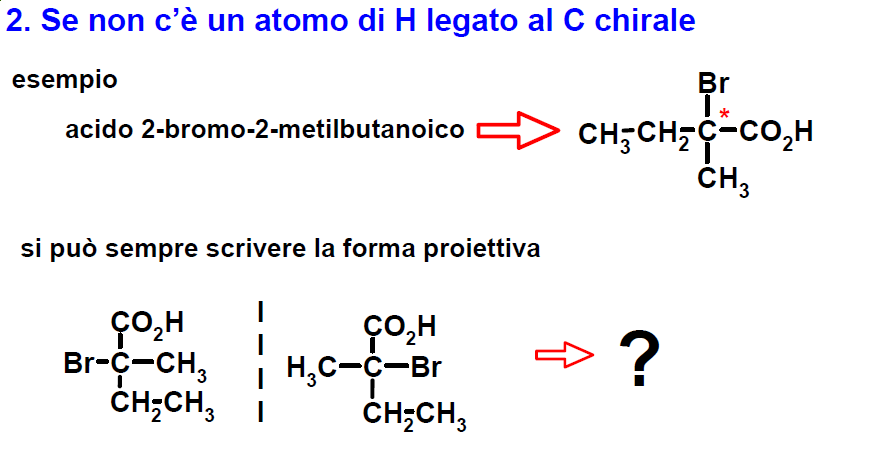 2. Se non c'è un atomo di H legato al C chirale
esempio
Br
acido 2-bromo-2-metilbutanoico
CH3-CH2-C*-CO2H
CH3
si può sempre scrivere la forma proiettiva
CO2H
Br-C-CH3
CH2CH3
CO2H
H3C-C-Br
CH2CH3
?